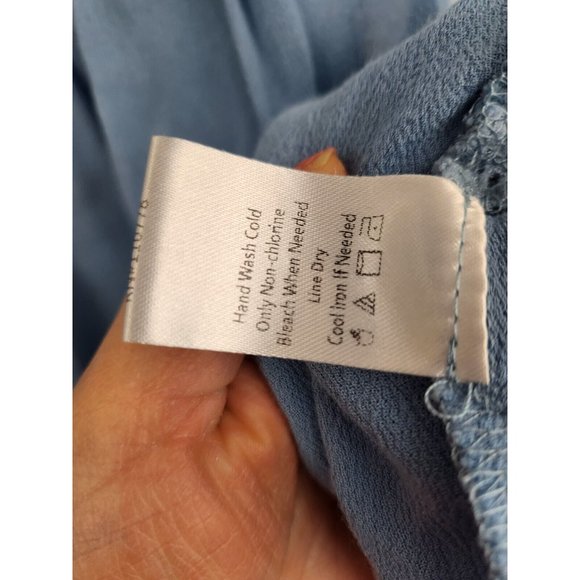 Hand Wash Cold
Only Non-chlorine
Bleach When Needed
Line Dry
Cool Iron If Needed